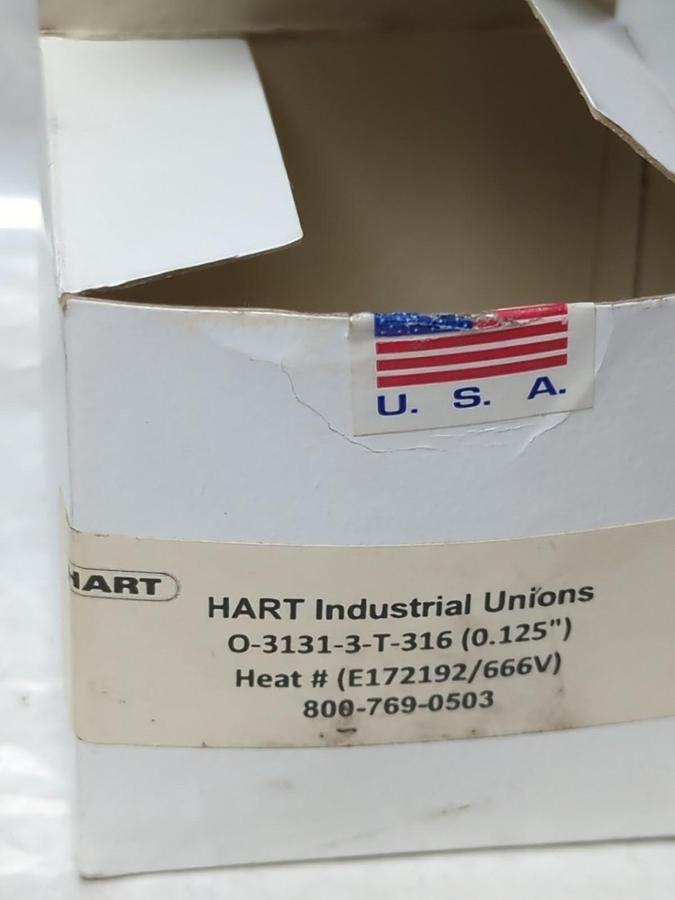 U. S. A.
HART
HART Industrial Unions
O-3131-3-T-316 (0.125")
Heat # (E172192/666V)
800-769-0503